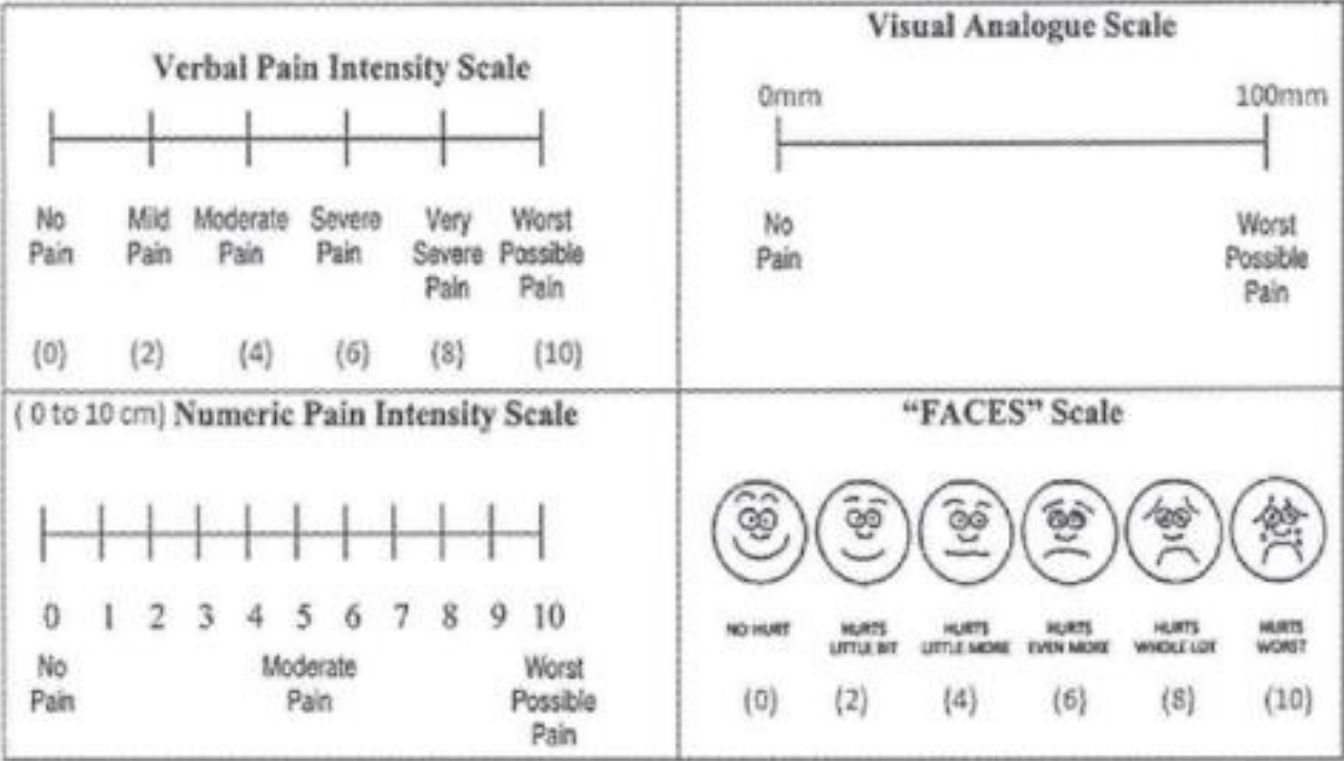 Verbal Pain Intensity Scale
No Pain
Mild Pain
Moderate Pain
Severe Pain
Very Severe Pain
Worst Possible Pain
(0) (2) (4) (6) (8) (10)
Visual Analogue Scale
0mm 100mm
No Pain
Worst Possible Pain
( 0 to 10 cm) Numeric Pain Intensity Scale
0 1 2 3 4 5 6 7 8 9 10
No Pain
Moderate Pain
Worst Possible Pain
“FACES” Scale
NO HURT
HURTS LITTLE BIT
HURTS LITTLE MORE
HURTS EVEN MORE
HURTS WHOLE LOT
HURTS WORST
(0) (2) (4) (6) (8) (10)